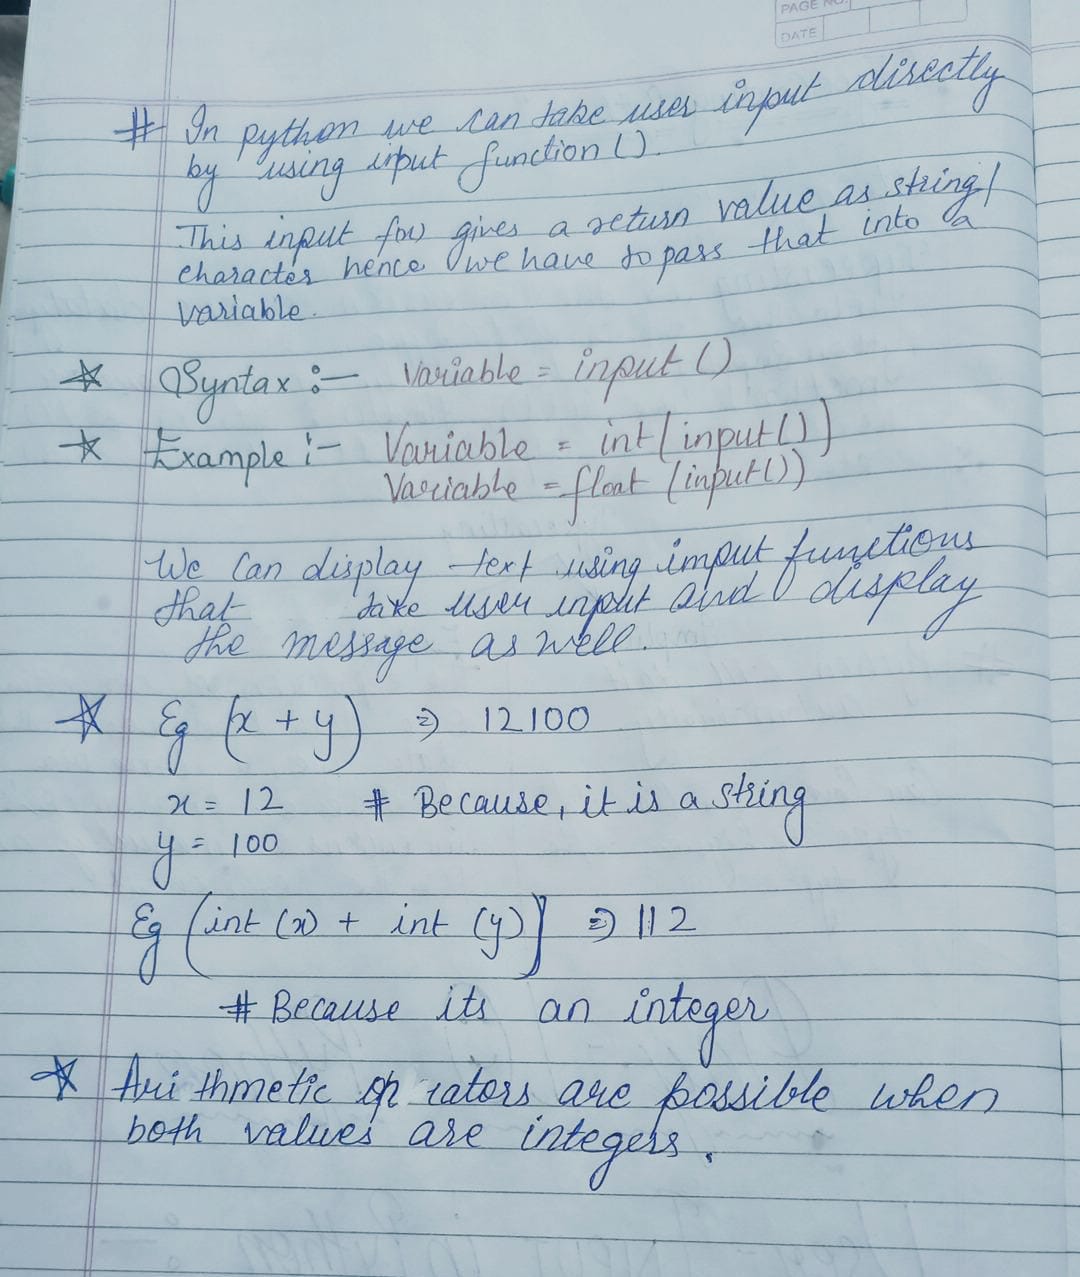 PAGE NO.
DATE
# In python we can take user input directly
by using input function ().
This input for gives a return value as string/
character hence we have to pass that into a
variable.
☆ Syntax :- Variable = input ()
☆ Example :- Variable = int (input ())
Variable = float (input ())
We Can display text using imput functions
that take user input and display
the message as well.
☆ Eg (x + y) => 12100
x = 12 # Because, it is a string
y = 100
Eg (int (x) + int (y)) => 112
# Because its an integer
☆ Arithmetic oprators are possible when
both values are integers.